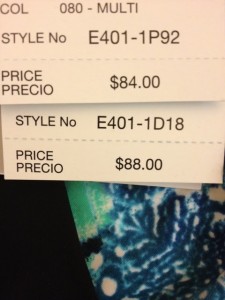 COL 080 - MULTI
STYLE No E401-1P92
PRICE
PRECIO $84.00
STYLE No E401-1D18
PRICE
PRECIO $88.00